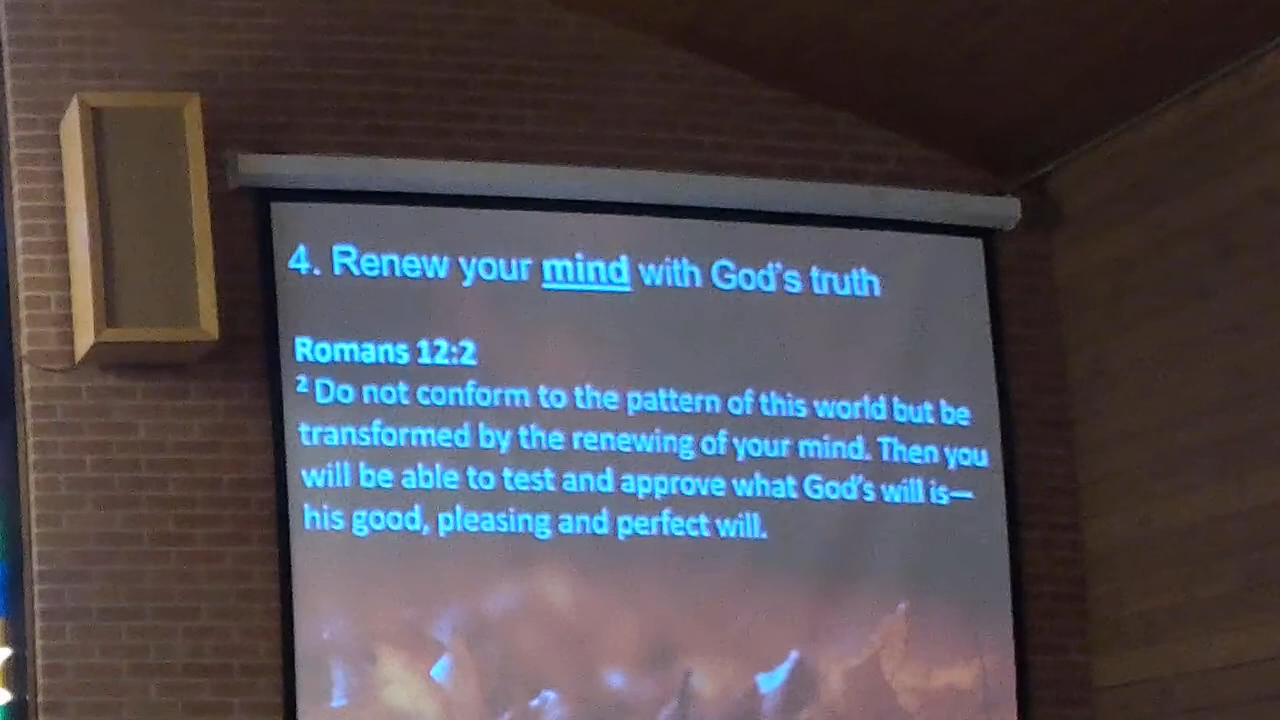 4. Renew your mind with God's truth
Romans 12:2
² Do not conform to the pattern of this world but be
transformed by the renewing of your mind. Then you
will be able to test and approve what God's will is—
his good, pleasing and perfect will.